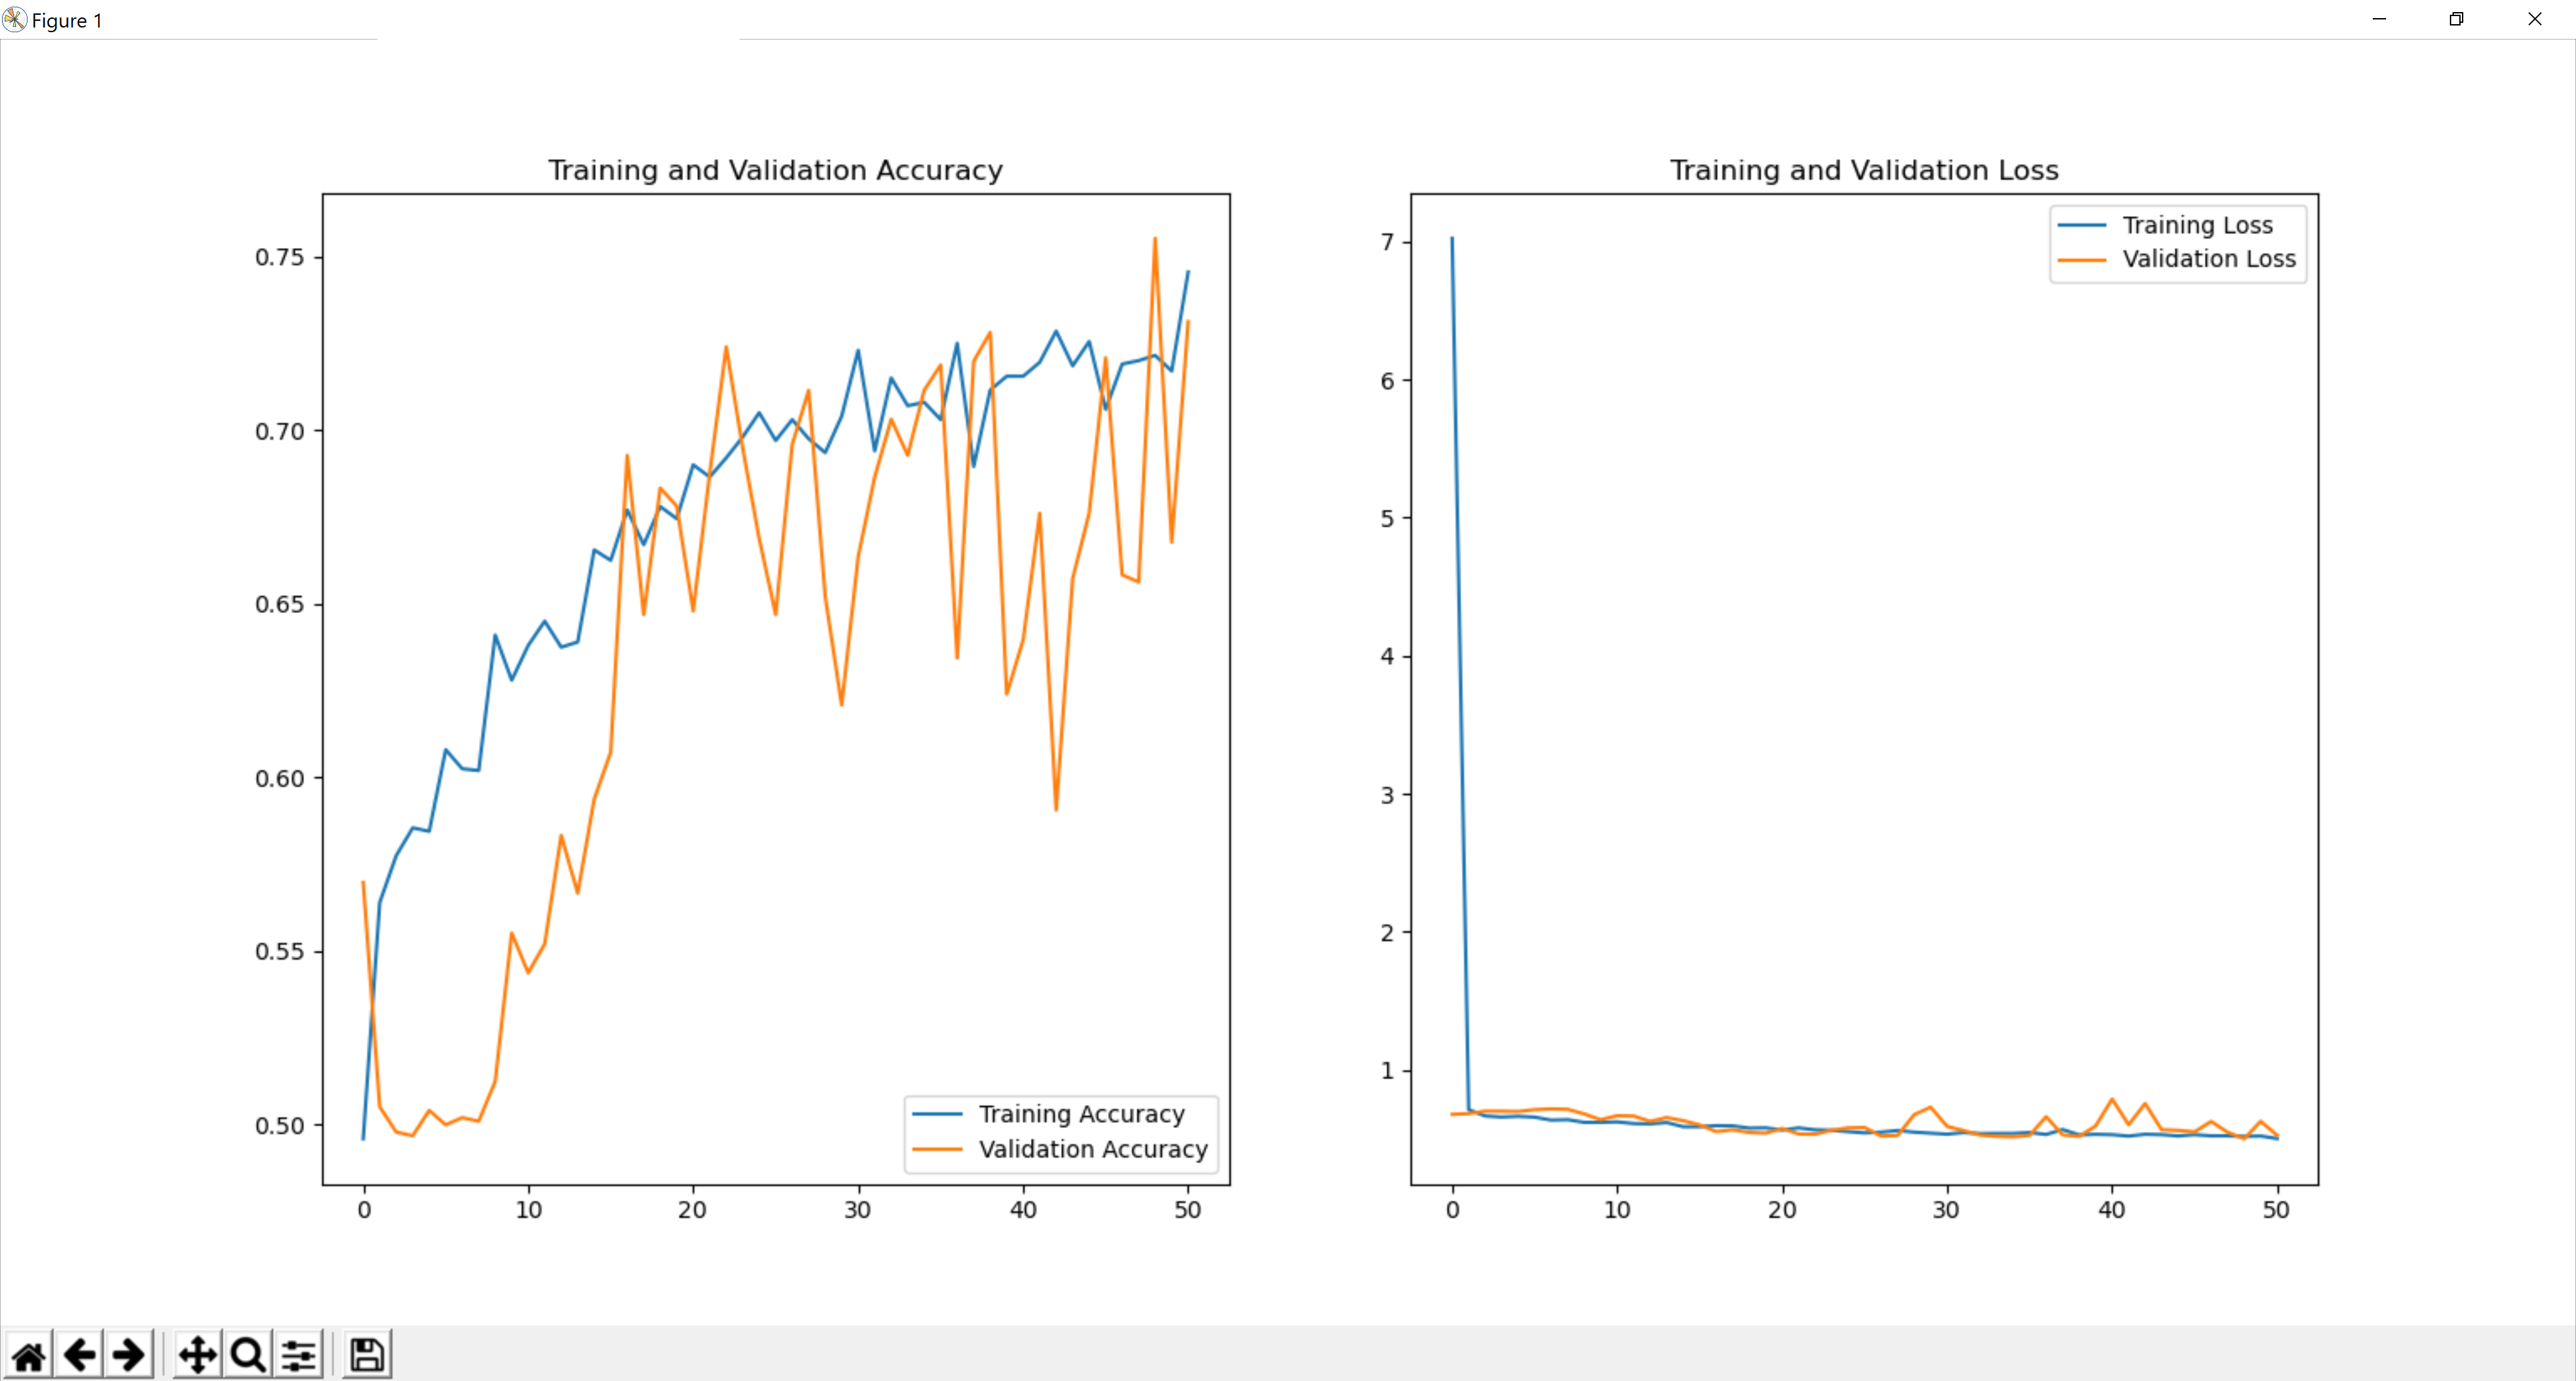 Figure 1
Training and Validation Accuracy
0.75
0.70
0.65
0.60
0.55
0.50
0 10 20 30 40 50
Training Accuracy
Validation Accuracy
Training and Validation Loss
7
6
5
4
3
2
1
0 10 20 30 40 50
Training Loss
Validation Loss